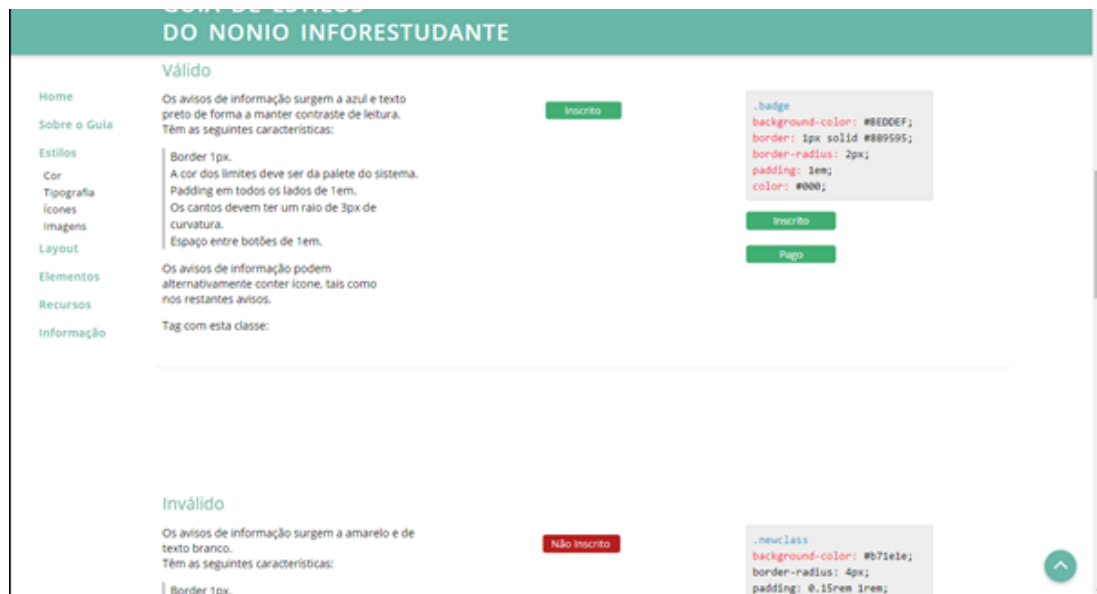 GUIA DE ESTILOS
DO NONIO INFORESTUDANTE
Home
Sobre o Guia
Estilos
Cor
Tipografia
Ícones
Imagens
Layout
Elementos
Recursos
Informação
Válido
Os avisos de informação surgem a azul e texto
preto de forma a manter contraste de leitura.
Têm as seguintes características:
Border 1px.
A cor dos limites deve ser da palete do sistema.
Padding em todos os lados de 1em.
Os cantos devem ter um raio de 3px de
curvatura.
Espaço entre botões de 1em.
Os avisos de informação podem
alternativamente conter ícone, tais como
nos restantes avisos.
Tag com esta classe:
Inscrito
.badge
background-color: #BEDDEF;
border: 1px solid #889595;
border-radius: 2px;
padding: 1em;
color: #000;
Inscrito
Pago
Inválido
Os avisos de informação surgem a amarelo e de
texto branco.
Têm as seguintes características:
Border 1px.
Não Inscrito
.newclass
background-color: #b71e1e;
border-radius: 4px;
padding: 0.15rem 1rem;